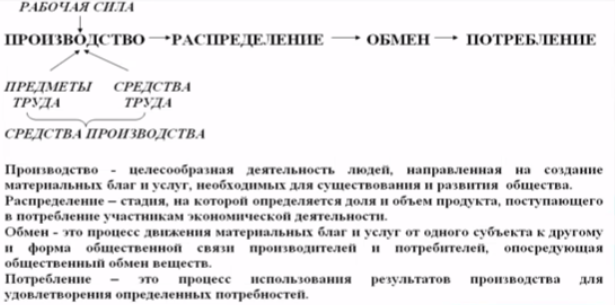 РАБОЧАЯ СИЛА
ПРОИЗВОДСТВО РАСПРЕДЕЛЕНИЕ ОБМЕН ПОТРЕБЛЕНИЕ
ПРЕДМЕТЫ СРЕДСТВА
ТРУДА ТРУДА
СРЕДСТВА ПРОИЗВОДСТВА
Производство - целесообразная деятельность людей, направленная на создание
материальных благ и услуг, необходимых для существования и развития общества.
Распределение – стадия, на которой определяется доля и объем продукта, поступающего
в потребление участникам экономической деятельности.
Обмен - это процесс движения материальных благ и услуг от одного субъекта к другому
и форма общественной связи производителей и потребителей, опосредующая
общественный обмен веществ.
Потребление – это процесс использования результатов производства для
удовлетворения определенных потребностей.